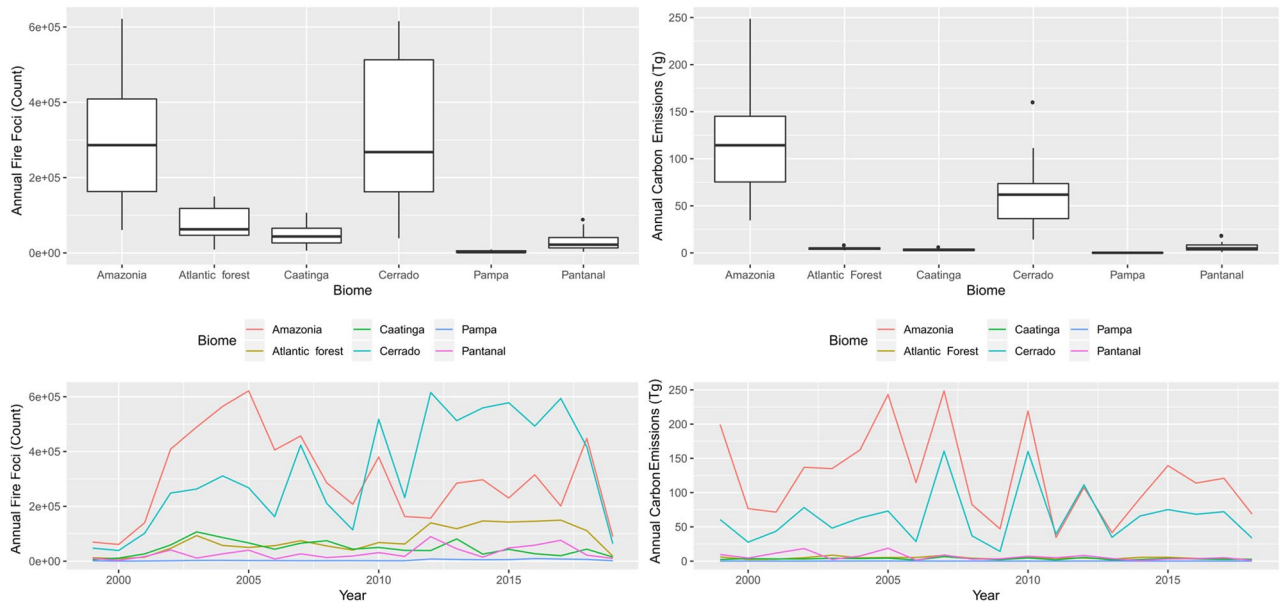 Annual Fire Foci (Count)
6e+05
4e+05
2e+05
0e+00
Amazonia Atlantic forest Caatinga Cerrado Pampa Pantanal
Biome
Annual Carbon Emissions (Tg)
250
200
150
100
50
0
Amazonia Atlantic Forest Caatinga Cerrado Pampa Pantanal
Biome
Biome
Amazonia Caatinga Pampa
Atlantic forest Cerrado Pantanal
Biome
Amazonia Caatinga Pampa
Atlantic Forest Cerrado Pantanal
Annual Fire Foci (Count)
6e+05
4e+05
2e+05
0e+00
2000 2005 2010 2015
Year
Annual CarbonEmissions (Tg)
250
200
150
100
50
0
2000 2005 2010 2015
Year